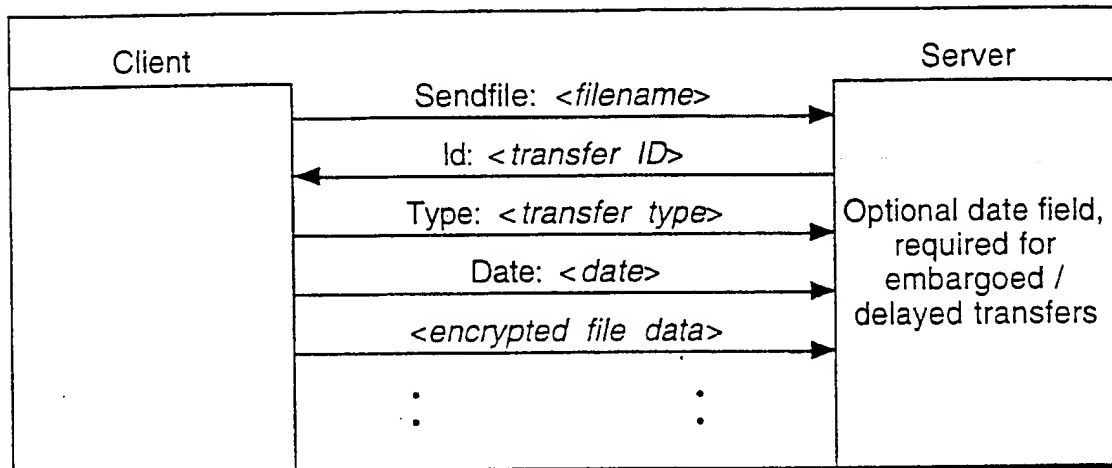 Client
Server
Sendfile: <filename>
Id: <transfer ID>
Type: <transfer type>
Date: <date>
<encrypted file data>
Optional date field,
required for
embargoed /
delayed transfers